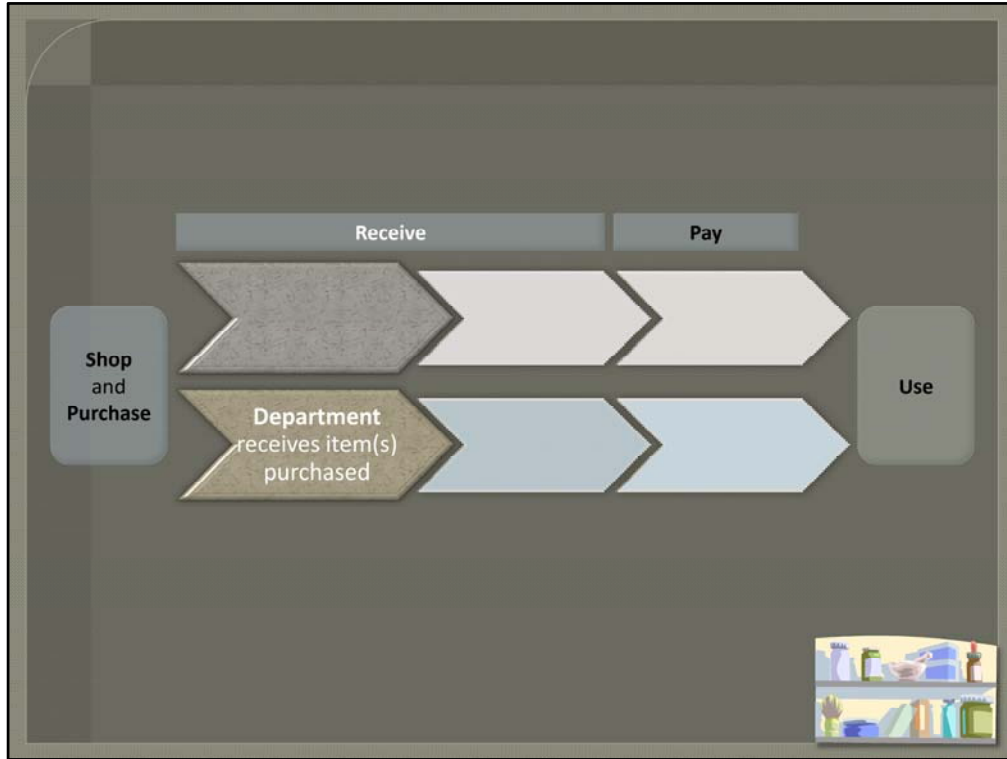 Receive
Pay
Shop
and
Purchase
Department
receives item(s)
purchased
Use